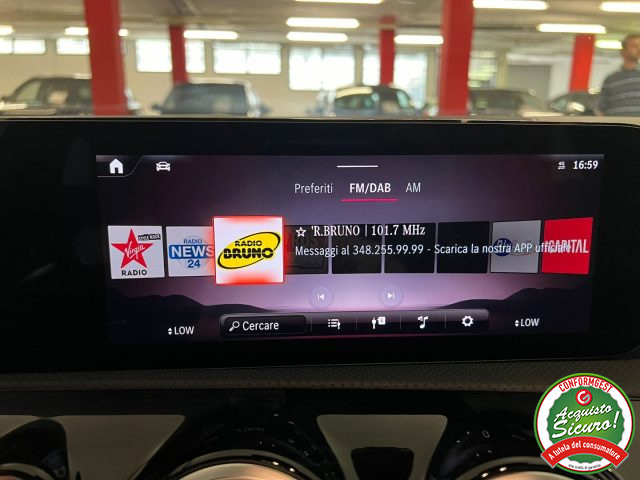 16:59
Preferiti FM/DAB AM
☆ 'R.BRUNO | 101.7 MHz
Messaggi al 348.255.99.99 - Scarica la nostra APP ufficiale
Virgin
RADIO
RADIO
NEWS
24
RADIO
BRUNO
CAPITAL
LOW
Cercare
LOW
CONFORMGEST
Acquisto
Sicuro!
A tutela del consumatore